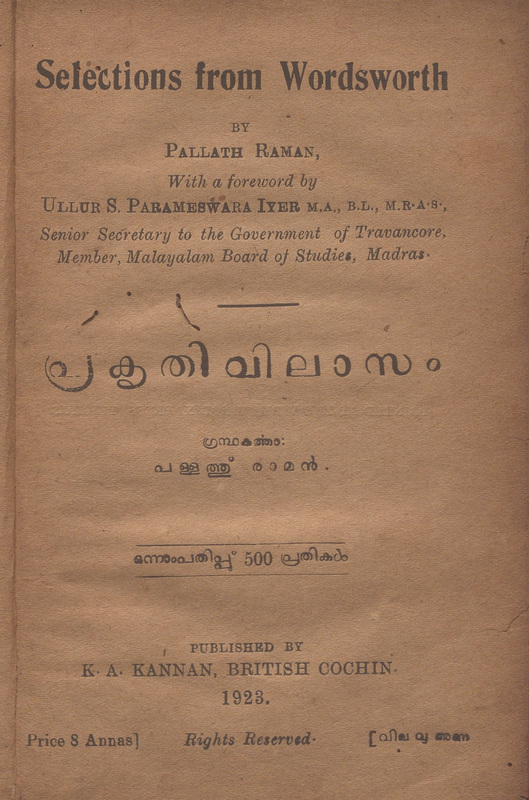 Selections from Wordsworth
BY
PALLATH RAMAN,
With a foreword by
ULLUR S. PARAMESWARA IYER M.A., B.L., M.R.A.S.,
Senior Secretary to the Government of Travancore,
Member, Malayalam Board of Studies, Madras.
പ്രകൃതിവിലാസം
ഗ്രന്ഥകർത്താ:
പള്ളത്തു് രാമൻ.
ഒന്നാംപതിപ്പു് 500 പ്രതികൾ
PUBLISHED BY
K. A. KANNAN, BRITISH COCHIN.
1923.
Price 8 Annas] Rights Reserved. [വില വു അണ